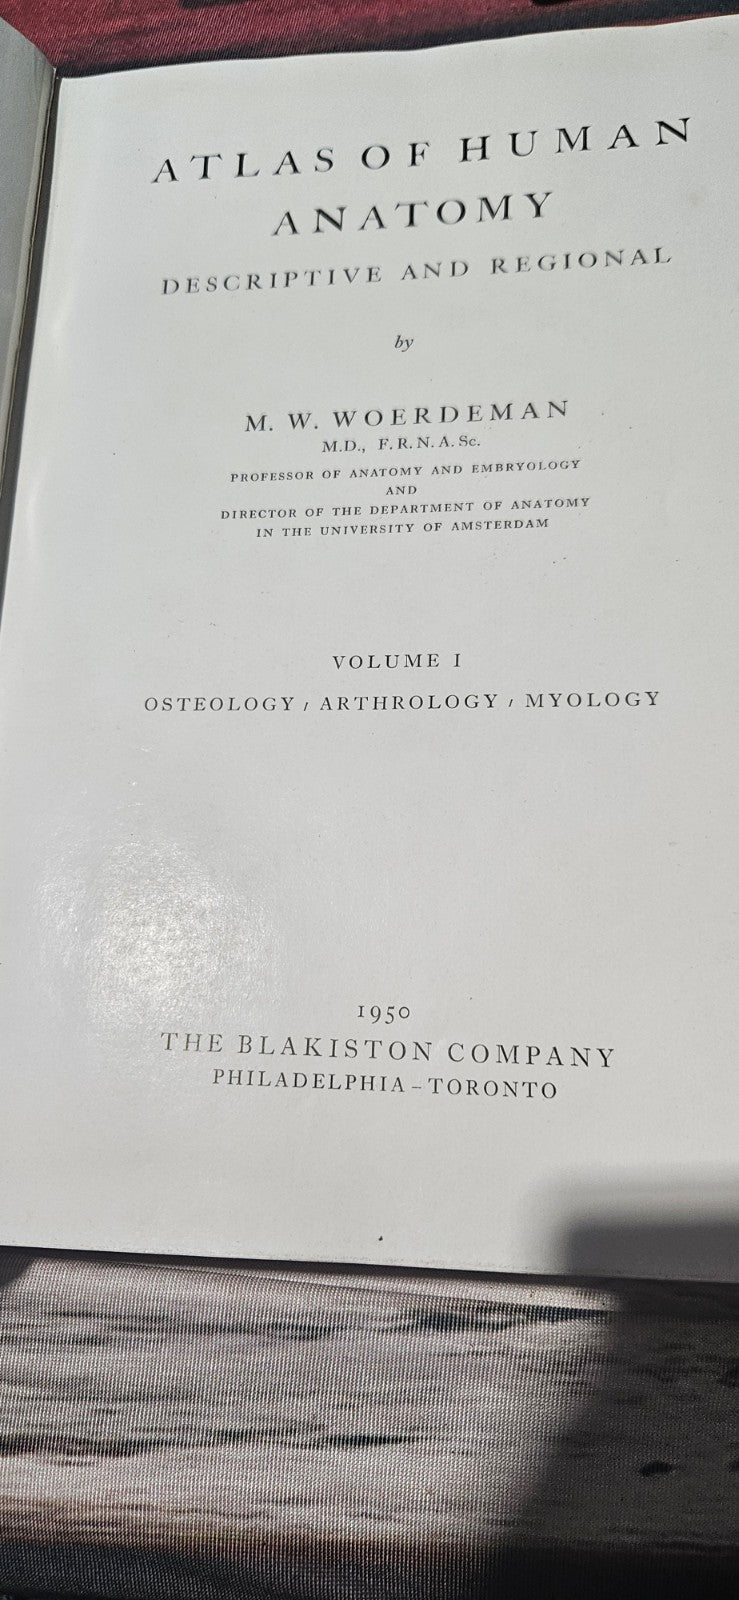 ATLAS OF HUMAN
ANATOMY
DESCRIPTIVE AND REGIONAL
by
M. W. WOERDEMAN
M.D., F.R.N.A.Sc.
PROFESSOR OF ANATOMY AND EMBRYOLOGY
AND
DIRECTOR OF THE DEPARTMENT OF ANATOMY
IN THE UNIVERSITY OF AMSTERDAM
VOLUME I
OSTEOLOGY / ARTHROLOGY / MYOLOGY
1950
THE BLAKISTON COMPANY
PHILADELPHIA – TORONTO